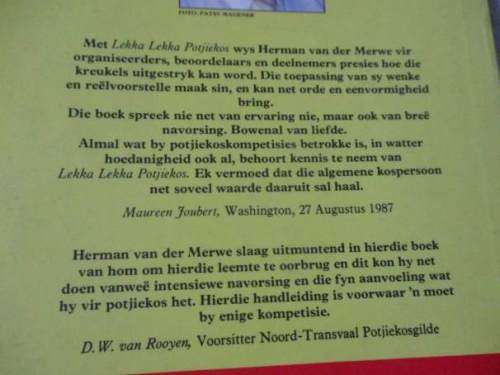 FOTO: PATSY HAUGNER
Met Lekka Lekka Potjiekos wys Herman van der Merwe vir
organiseerders, beoordelaars en deelnemers presies hoe die
kreukels uitgestryk kan word. Die toepassing van sy wenke
en reëlvoorstelle maak sin, en kan net orde en eenvormigheid
bring.
Die boek spreek nie net van ervaring nie, maar ook van breë
navorsing. Bowenal van liefde.
Almal wat by potjiekoskompetisies betrokke is, in watter
hoedanigheid ook al, behoort kennis te neem van
Lekka Lekka Potjiekos. Ek vermoed dat die algemene kospersoon
net soveel waarde daaruit sal haal.
Maureen Joubert, Washington, 27 Augustus 1987
Herman van der Merwe slaag uitmuntend in hierdie boek
van hom om hierdie leemte te oorbrug en dit kon hy net
doen vanweë intensiewe navorsing en die fyn aanvoeling wat
hy vir potjiekos het. Hierdie handleiding is voorwaar 'n moet
by enige kompetisie.
D.W. van Rooyen, Voorsitter Noord-Transvaal Potjiekosgilde